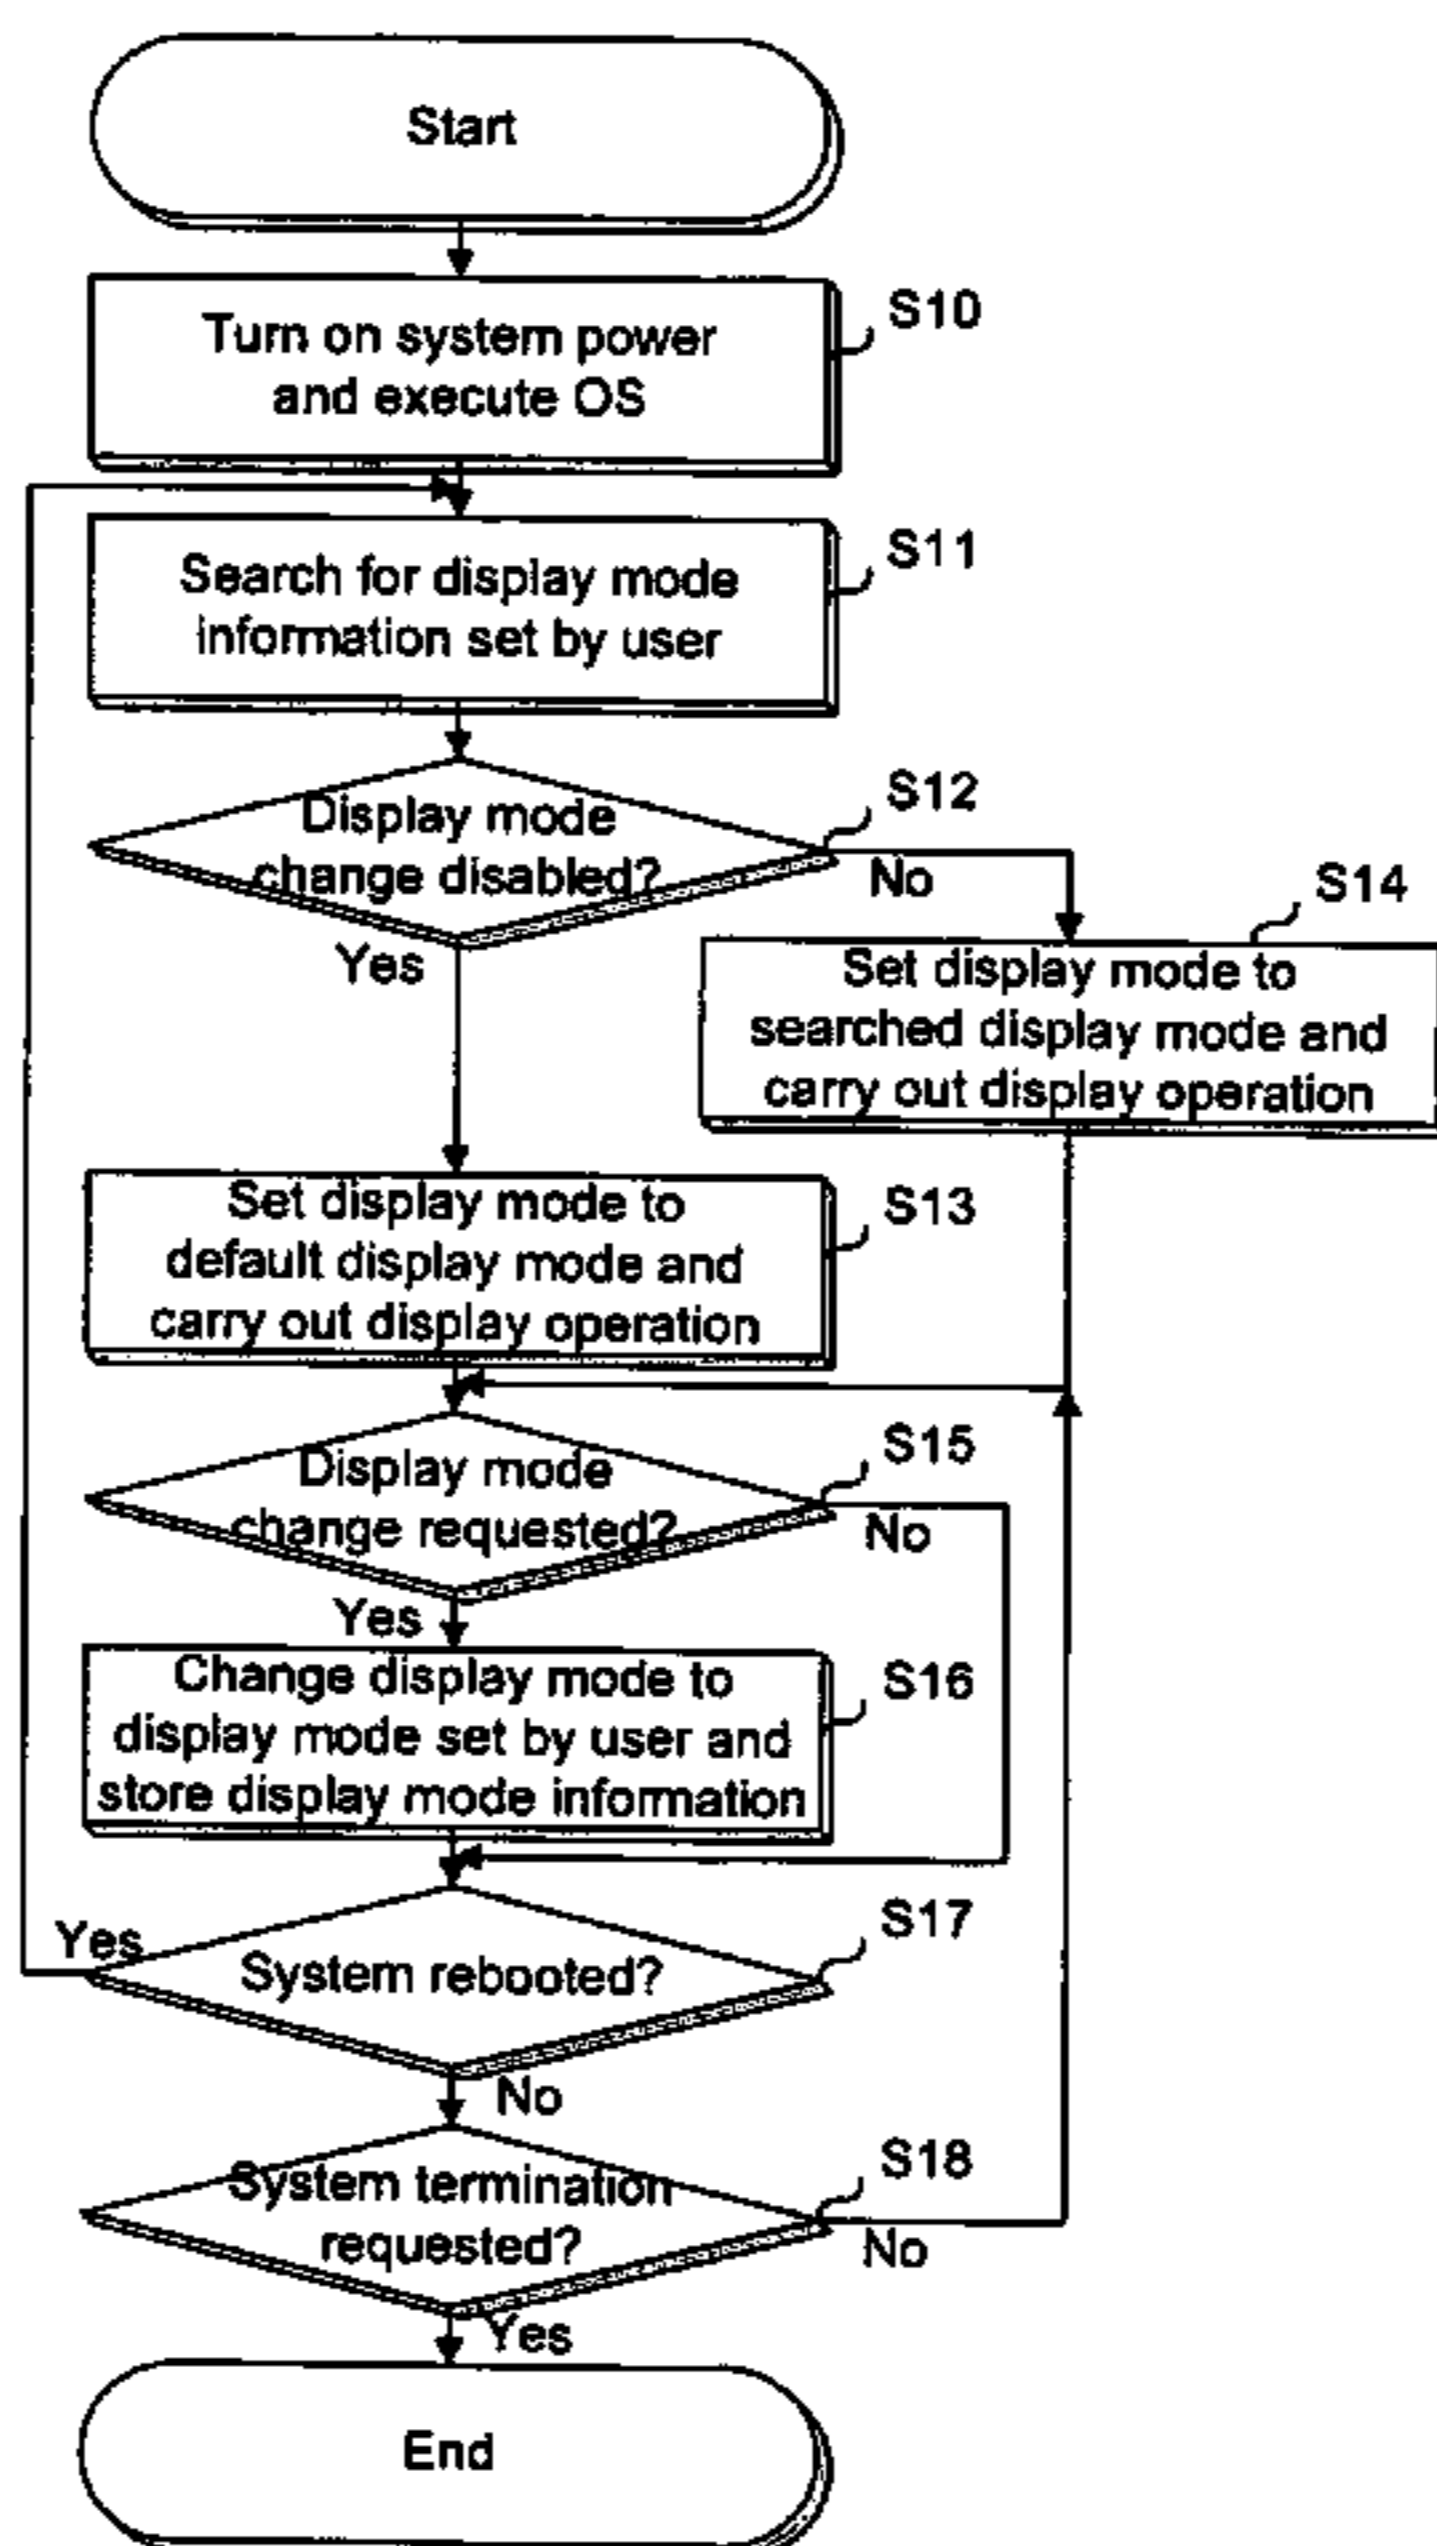 Start
Turn on system power
and execute OS
S10
Search for display mode
information set by user
S11
Display mode
change disabled?
S12
No
Yes
S14
Set display mode to
searched display mode and
carry out display operation
Set display mode to
default display mode and
carry out display operation
S13
Display mode
change requested?
S15
No
Yes
Change display mode to
display mode set by user and
store display mode information
S16
Yes
System rebooted?
S17
No
System termination
requested?
S18
No
Yes
End